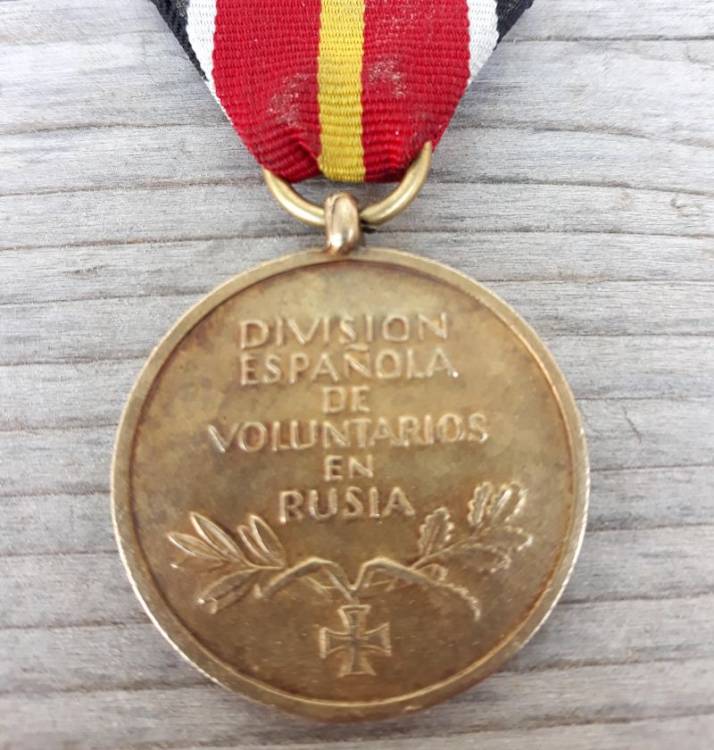 DIVISION
ESPAÑOLA
DE
VOLUNTARIOS
EN
RUSIA